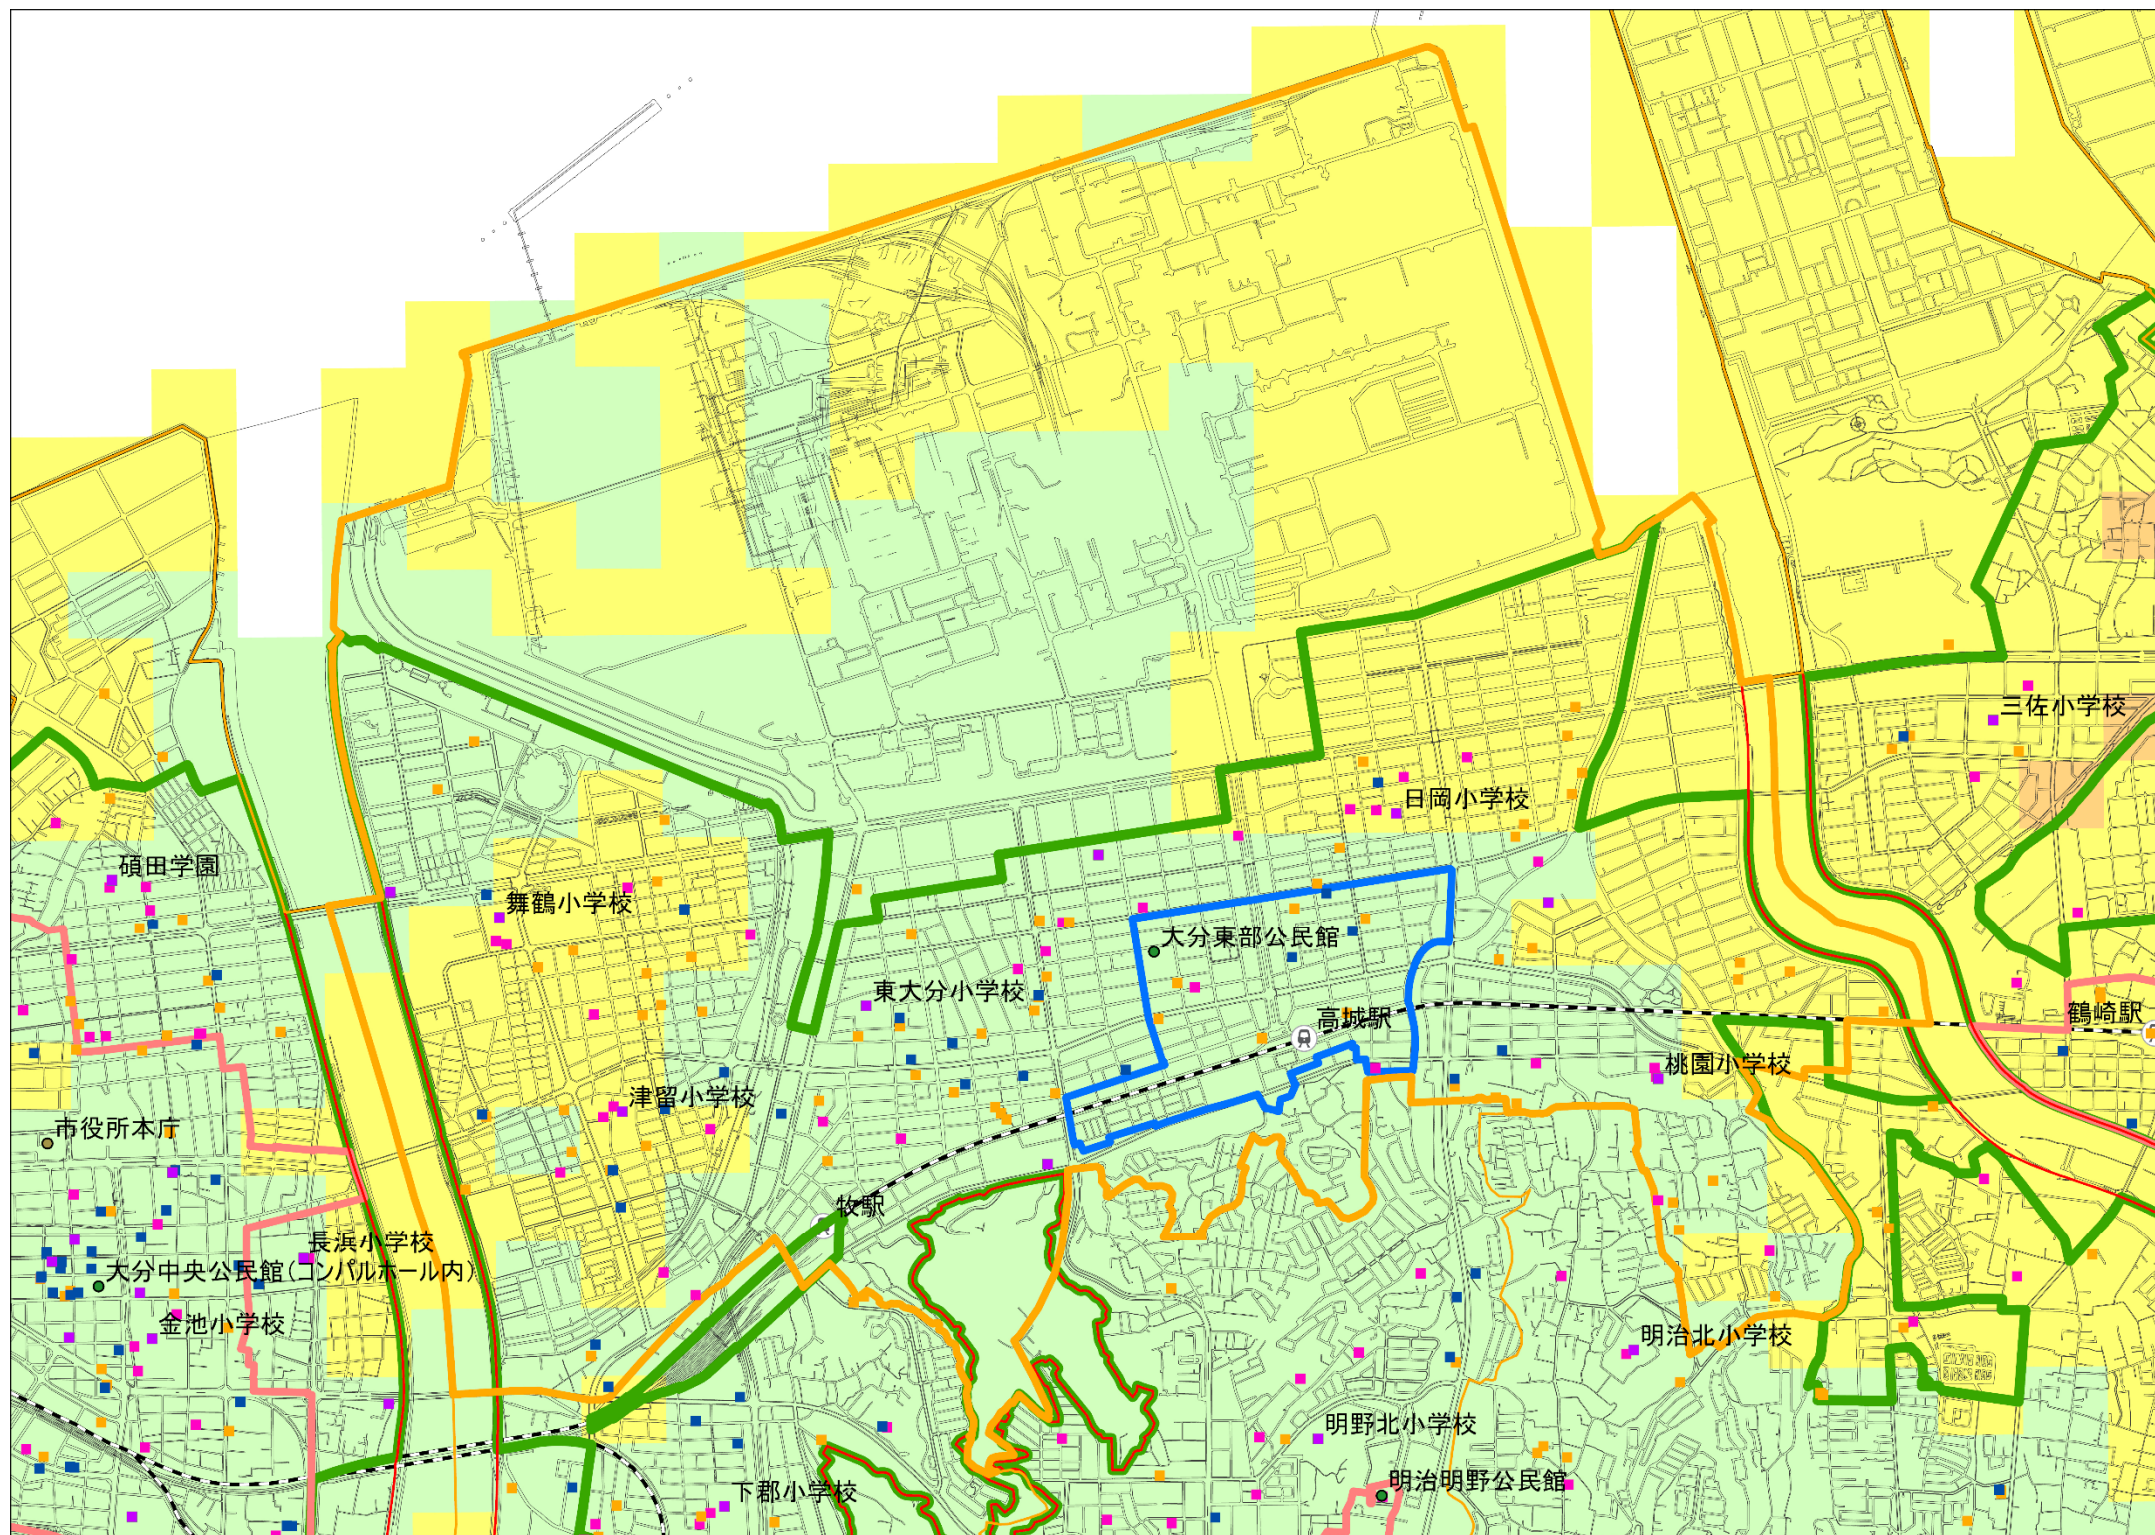 三佐小学校
日岡小学校
碩田学園
舞鶴小学校
大分東部公民館
東大分小学校
高城駅
鶴崎駅
桃園小学校
津留小学校
市役所本庁
牧駅
長浜小学校
大分中央公民館(コンパルホール内)
金池小学校
明治北小学校
明野北小学校
明治明野公民館
下郡小学校